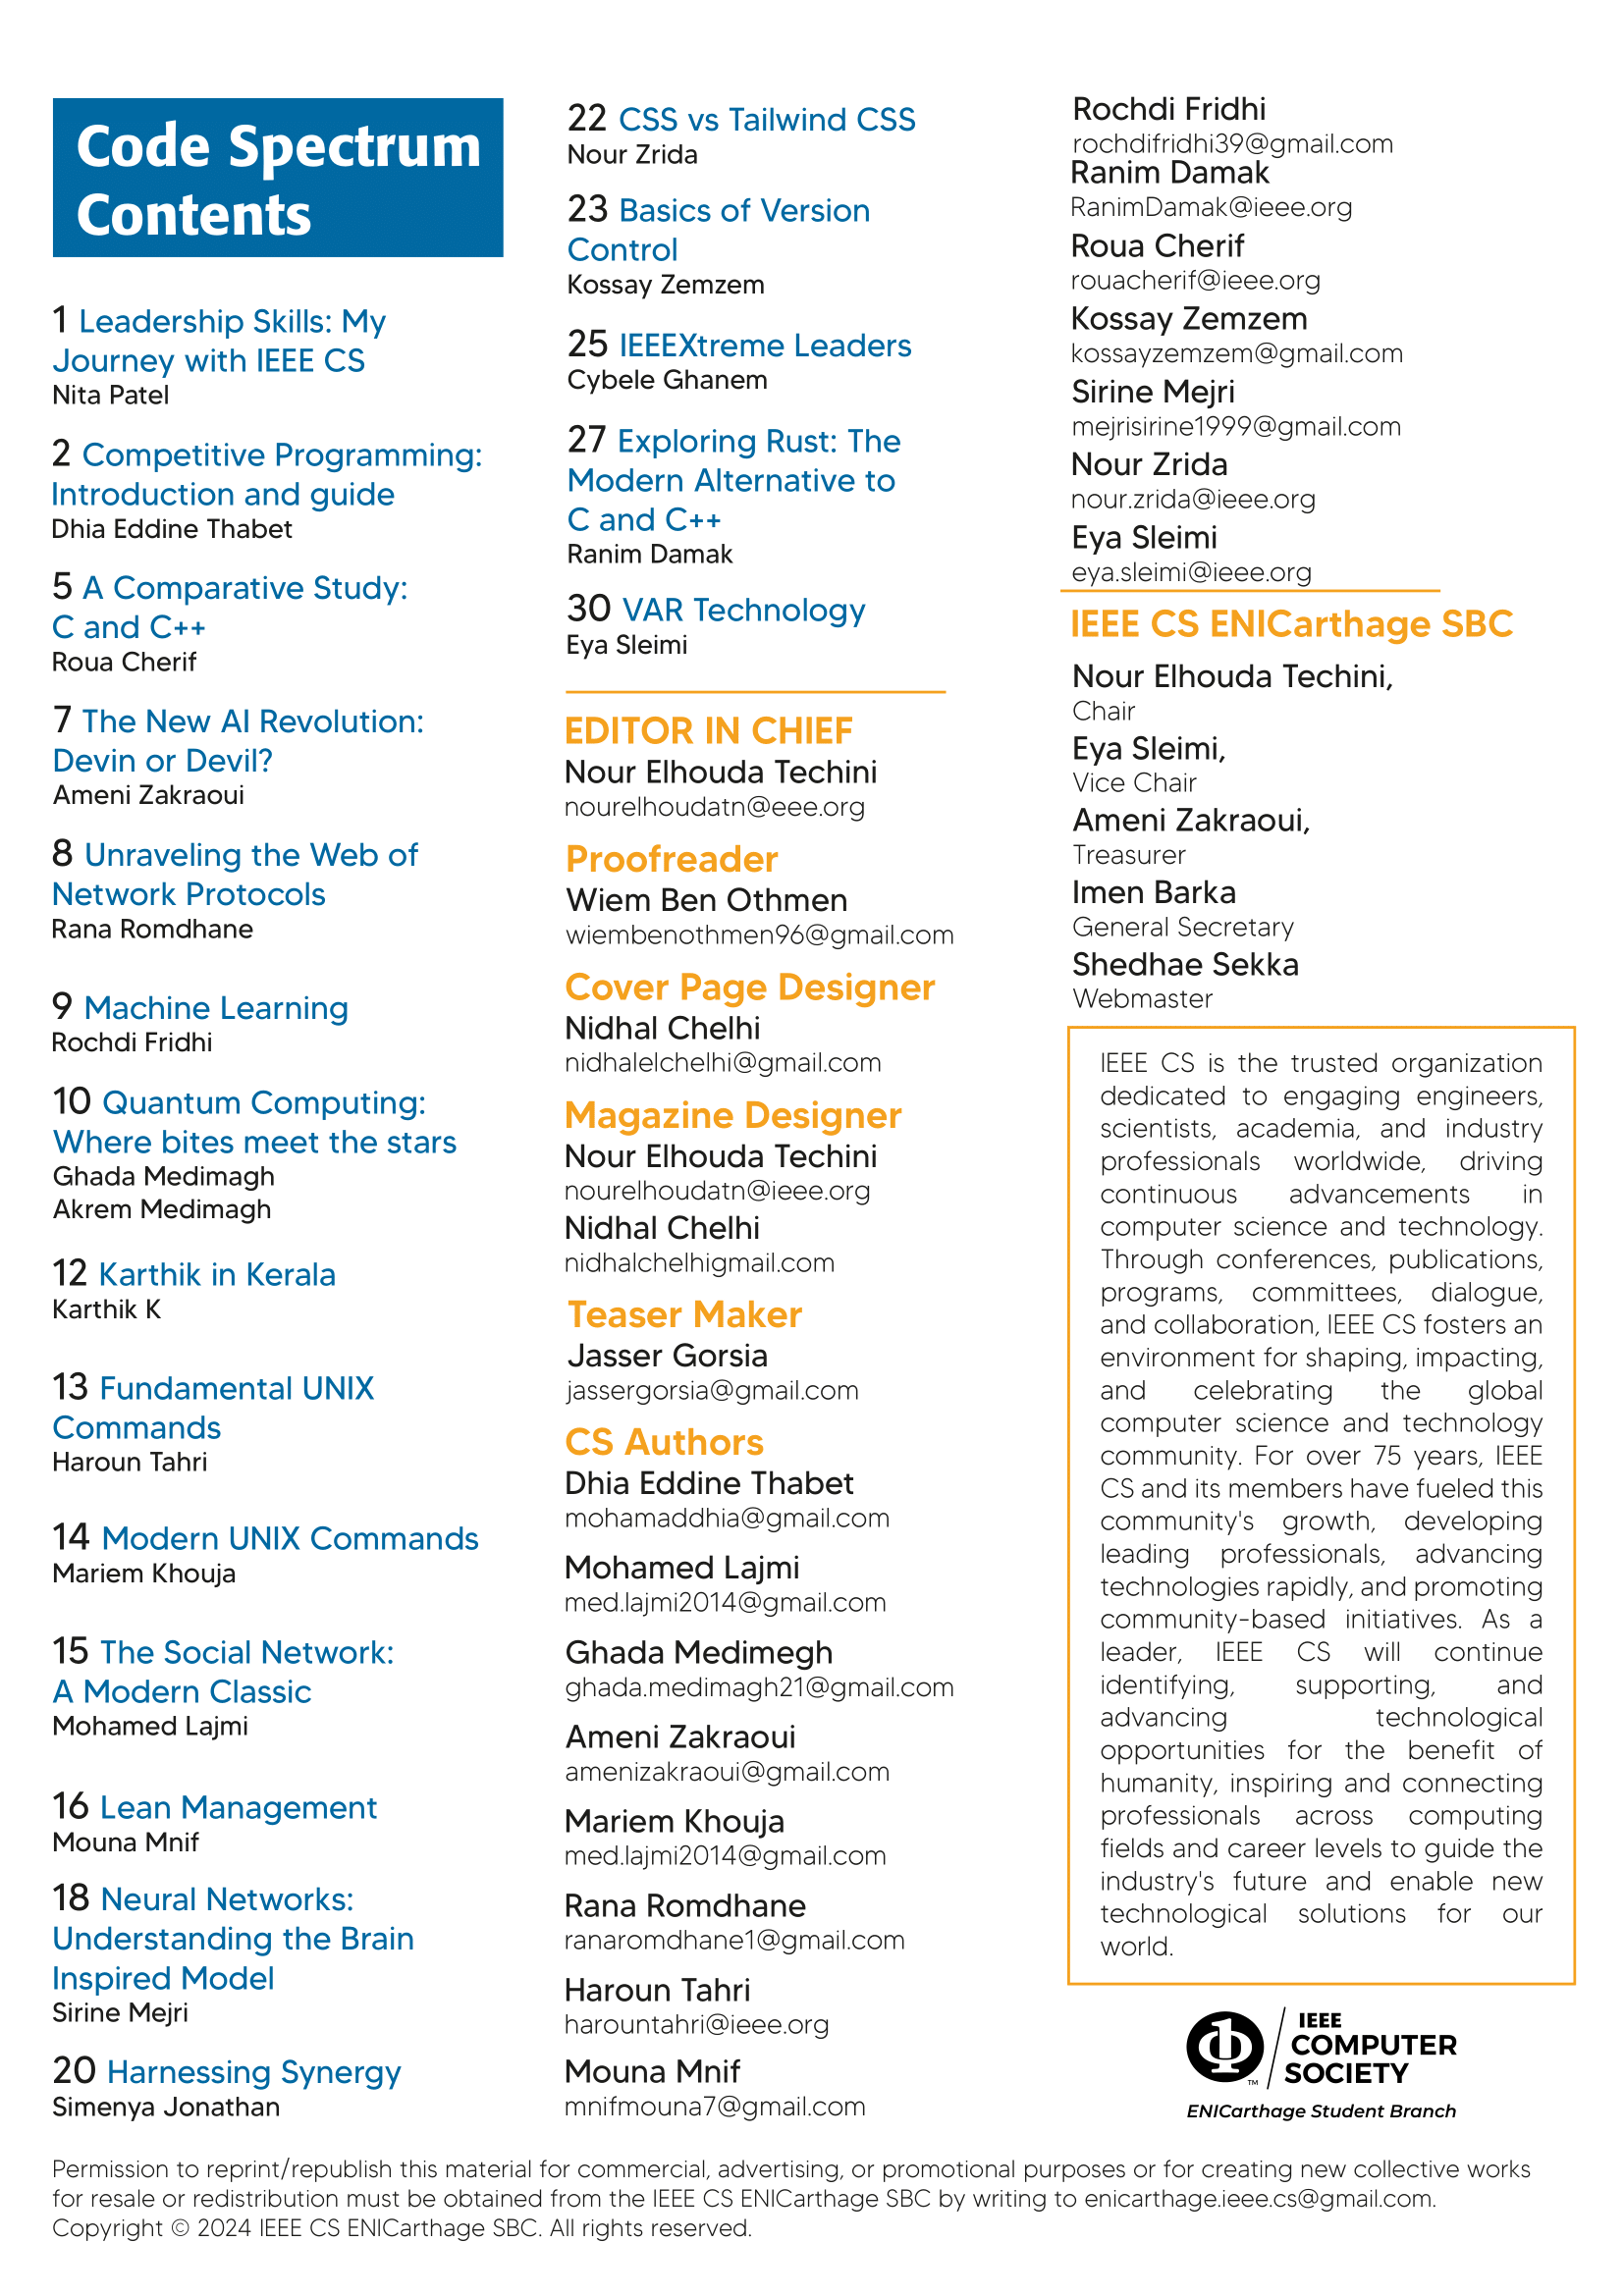 Code Spectrum
Contents
1 Leadership Skills: My
Journey with IEEE CS
Nita Patel
2 Competitive Programming:
Introduction and guide
Dhia Eddine Thabet
5 A Comparative Study:
C and C++
Roua Cherif
7 The New AI Revolution:
Devin or Devil?
Ameni Zakraoui
8 Unraveling the Web of
Network Protocols
Rana Romdhane
9 Machine Learning
Rochdi Fridhi
10 Quantum Computing:
Where bites meet the stars
Ghada Medimagh
Akrem Medimagh
12 Karthik in Kerala
Karthik K
13 Fundamental UNIX
Commands
Haroun Tahri
14 Modern UNIX Commands
Mariem Khouja
15 The Social Network:
A Modern Classic
Mohamed Lajmi
16 Lean Management
Mouna Mnif
18 Neural Networks:
Understanding the Brain
Inspired Model
Sirine Mejri
20 Harnessing Synergy
Simenya Jonathan
22 CSS vs Tailwind CSS
Nour Zrida
23 Basics of Version
Control
Kossay Zemzem
25 IEEEXtreme Leaders
Cybele Ghanem
27 Exploring Rust: The
Modern Alternative to
C and C++
Ranim Damak
30 VAR Technology
Eya Sleimi
EDITOR IN CHIEF
Nour Elhouda Techini
nourelhoudatn@eee.org
Proofreader
Wiem Ben Othmen
wiembenothmen96@gmail.com
Cover Page Designer
Nidhal Chelhi
nidhalelchelhi@gmail.com
Magazine Designer
Nour Elhouda Techini
nourelhoudatn@ieee.org
Nidhal Chelhi
nidhalchelhigmail.com
Teaser Maker
Jasser Gorsia
jassergorsia@gmail.com
CS Authors
Dhia Eddine Thabet
mohamaddhia@gmail.com
Mohamed Lajmi
med.lajmi2014@gmail.com
Ghada Medimegh
ghada.medimagh21@gmail.com
Ameni Zakraoui
amenizakraoui@gmail.com
Mariem Khouja
med.lajmi2014@gmail.com
Rana Romdhane
ranaromdhane1@gmail.com
Haroun Tahri
harountahri@ieee.org
Mouna Mnif
mnifmouna7@gmail.com
Rochdi Fridhi
rochdifridhi39@gmail.com
Ranim Damak
RanimDamak@ieee.org
Roua Cherif
rouacherif@ieee.org
Kossay Zemzem
kossayzemzem@gmail.com
Sirine Mejri
mejrisirine1999@gmail.com
Nour Zrida
nour.zrida@ieee.org
Eya Sleimi
eya.sleimi@ieee.org
IEEE CS ENICarthage SBC
Nour Elhouda Techini,
Chair
Eya Sleimi,
Vice Chair
Ameni Zakraoui,
Treasurer
Imen Barka
General Secretary
Shedhae Sekka
Webmaster
IEEE CS is the trusted organization
dedicated to engaging engineers,
scientists, academia, and industry
professionals worldwide, driving
continuous advancements in
computer science and technology.
Through conferences, publications,
programs, committees, dialogue,
and collaboration, IEEE CS fosters an
environment for shaping, impacting,
and celebrating the global
computer science and technology
community. For over 75 years, IEEE
CS and its members have fueled this
community's growth, developing
leading professionals, advancing
technologies rapidly, and promoting
community-based initiatives. As a
leader, IEEE CS will continue
identifying, supporting, and
advancing technological
opportunities for the benefit of
humanity, inspiring and connecting
professionals across computing
fields and career levels to guide the
industry's future and enable new
technological solutions for our
world.
IEEE
COMPUTER
SOCIETY
TM
ENICarthage Student Branch
Permission to reprint/republish this material for commercial, advertising, or promotional purposes or for creating new collective works
for resale or redistribution must be obtained from the IEEE CS ENICarthage SBC by writing to enicarthage.ieee.cs@gmail.com.
Copyright © 2024 IEEE CS ENICarthage SBC. All rights reserved.